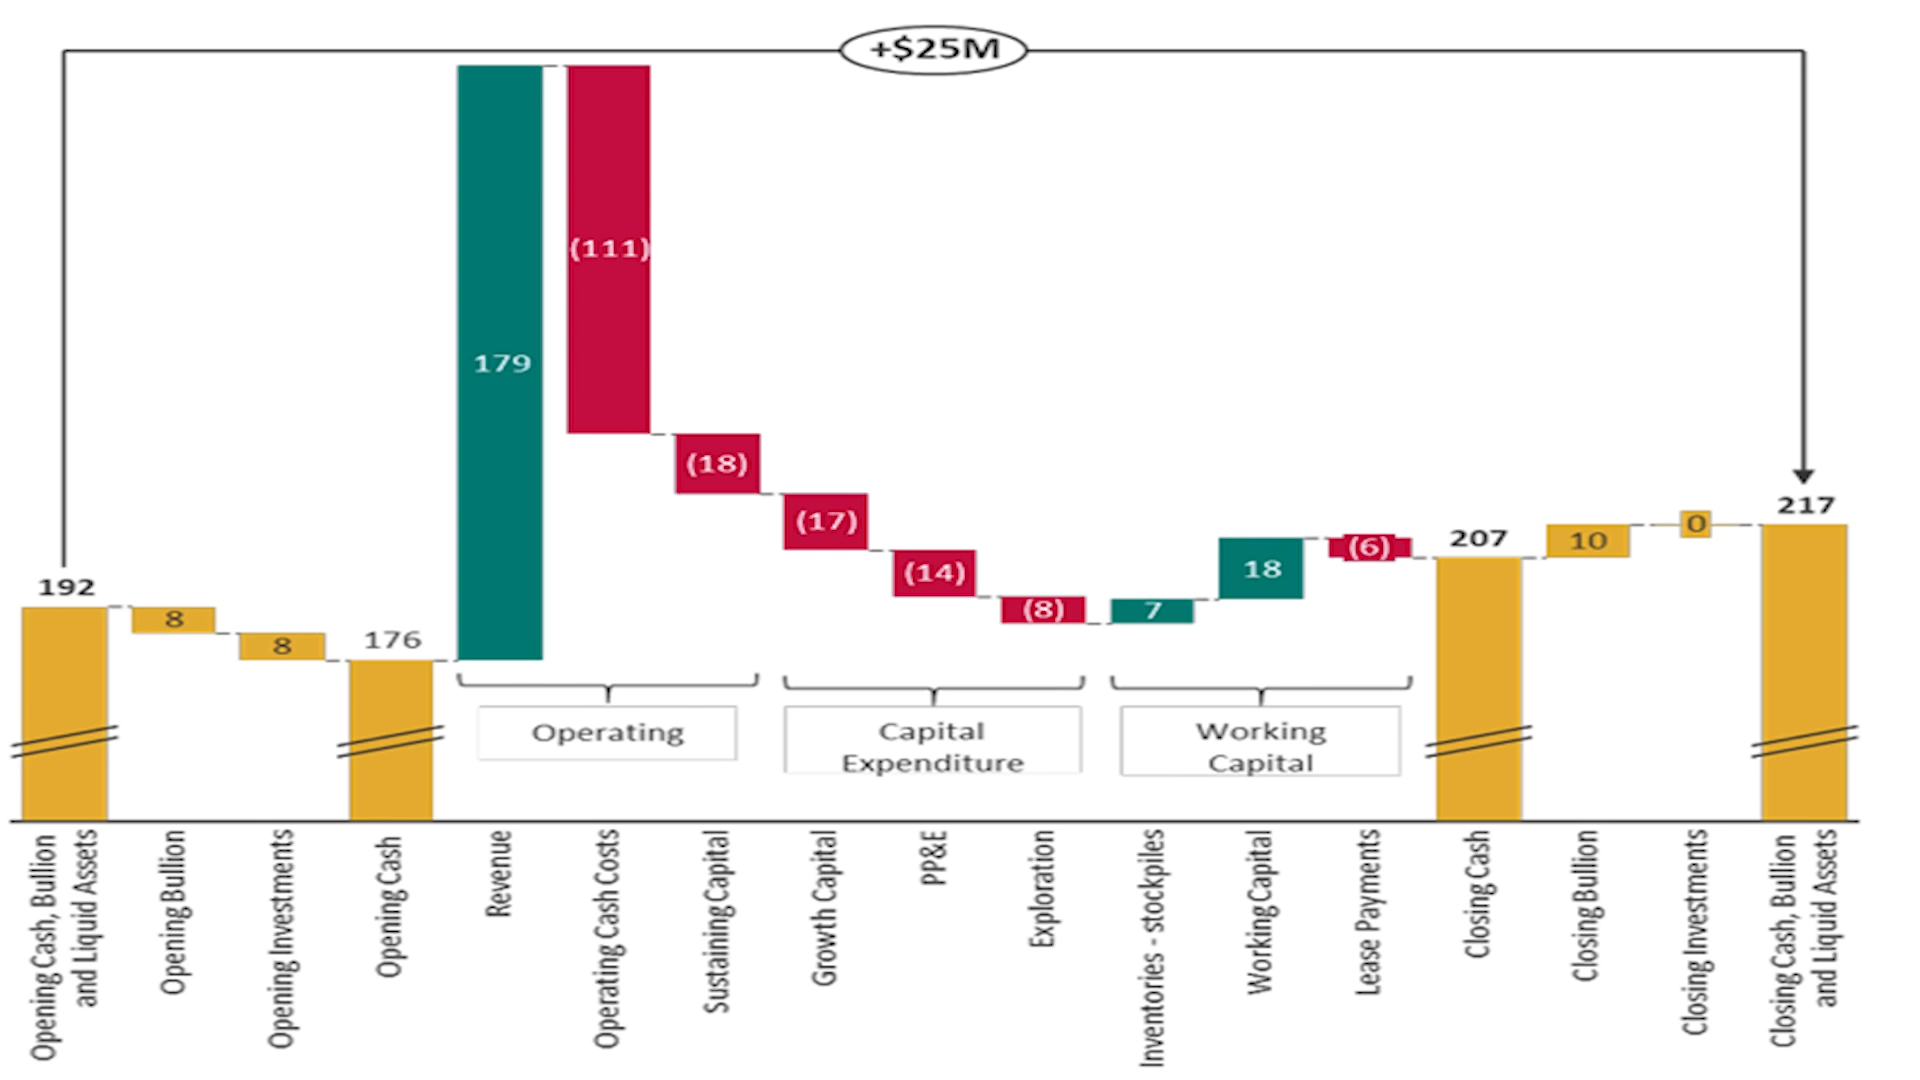 +$25M
192
8
8
176
179
(111)
(18)
(17)
(14)
(8)
7
18
(6)
207
10
0
217
Operating
Capital
Expenditure
Working
Capital
Opening Cash, Bullion
and Liquid Assets
Opening Bullion
Opening Investments
Opening Cash
Revenue
Operating Cash Costs
Sustaining Capital
Growth Capital
PP&E
Exploration
Inventories - stockpiles
Working Capital
Lease Payments
Closing Cash
Closing Bullion
Closing Investments
Closing Cash, Bullion
and Liquid Assets